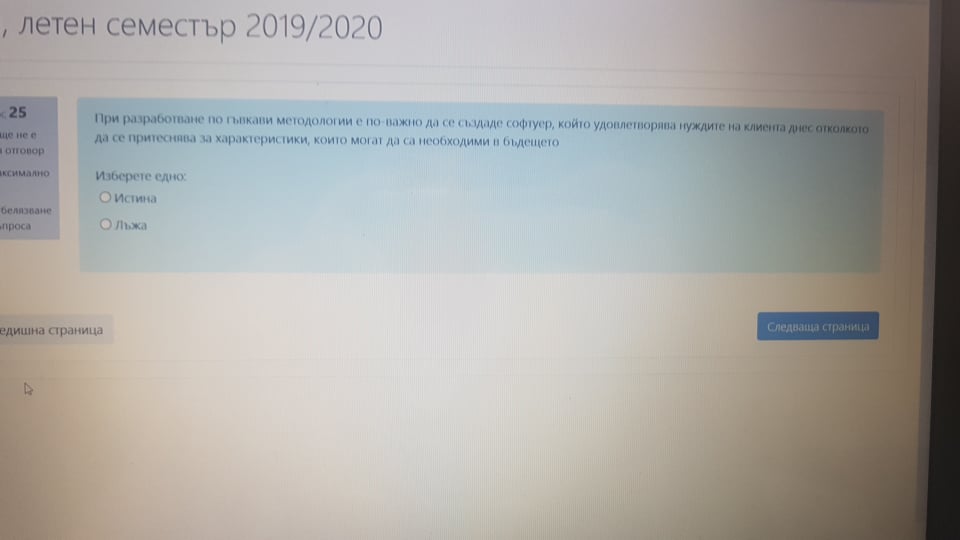 , летен семестър 2019/2020
25
ще не е
отговор
аксимално
белязване
ъпроса
При разработване по гъвкави методологии е по-важно да се създаде софтуер, който удовлетворява нуждите на клиента днес отколкото
да се притеснява за характеристики, които могат да са необходими в бъдещето
Изберете едно:
Истина
Лъжа
едишна страница
Следваща страница